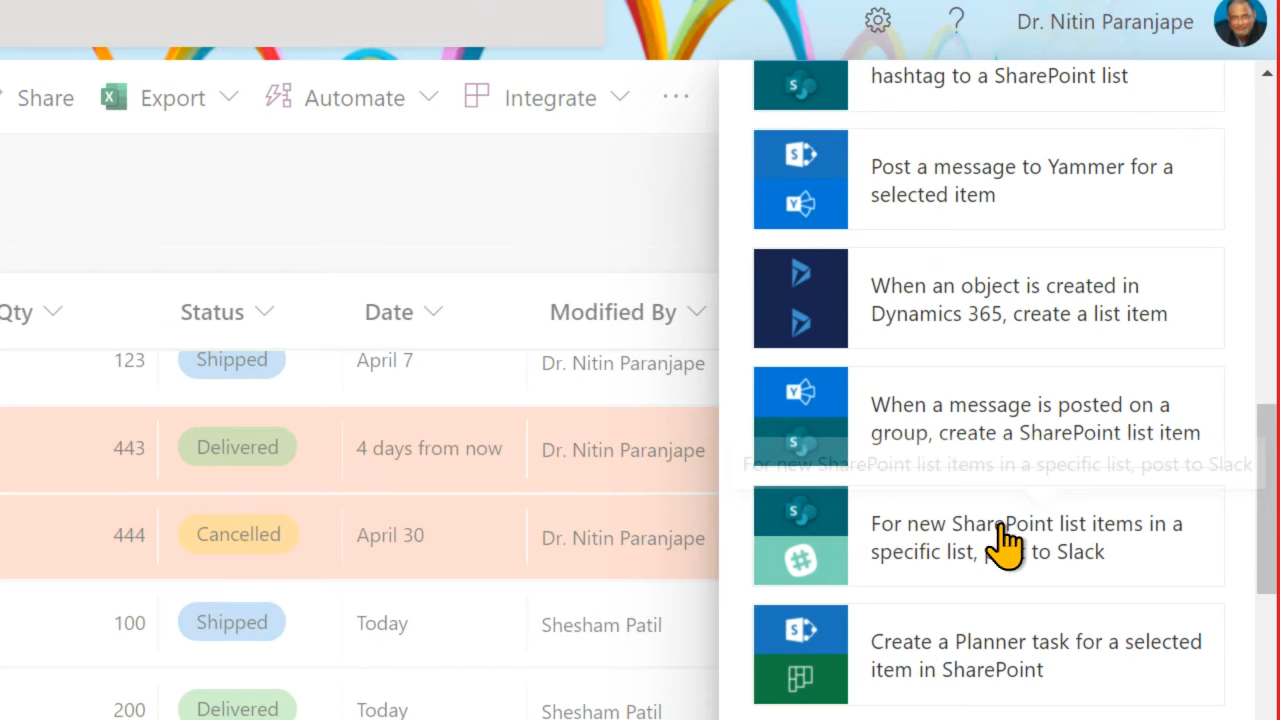 Dr. Nitin Paranjape
Share
Export
Automate
Integrate
hashtag to a SharePoint list
Post a message to Yammer for a
selected item
When an object is created in
Dynamics 365, create a list item
When a message is posted on a
group, create a SharePoint list item
For new SharePoint list items in a specific list, post to Slack
For new SharePoint list items in a
specific list, to Slack
Create a Planner task for a selected
item in SharePoint
Qty Status Date Modified By
123 Shipped April 7 Dr. Nitin Paranjape
443 Delivered 4 days from now Dr. Nitin Paranjape
444 Cancelled April 30 Dr. Nitin Paranjape
100 Shipped Today Shesham Patil
200 Delivered Today Shesham Patil